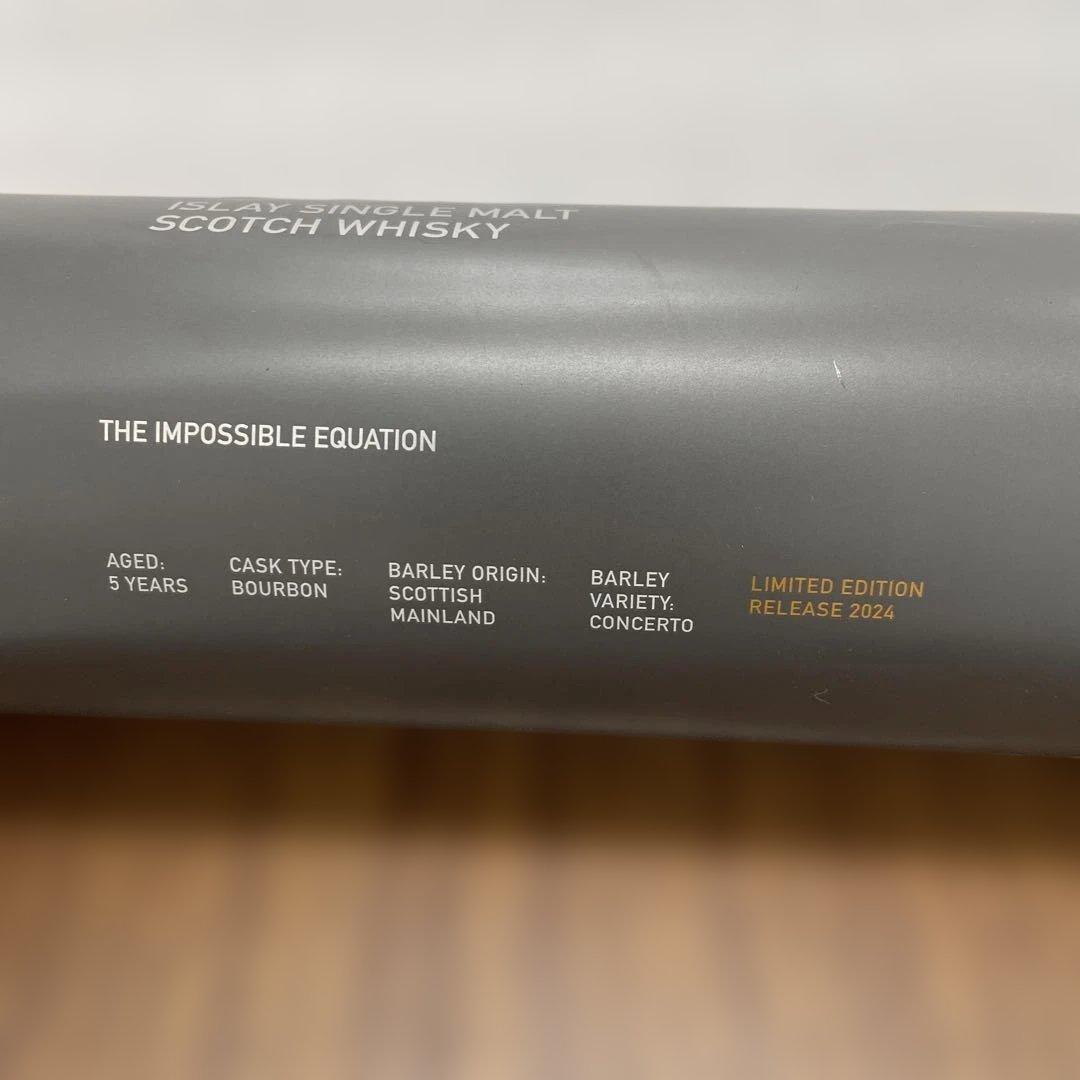 ISLAY SINGLE MALT
SCOTCH WHISKY
THE IMPOSSIBLE EQUATION
AGED:
5 YEARS
CASK TYPE:
BOURBON
BARLEY ORIGIN:
SCOTTISH
MAINLAND
BARLEY
VARIETY:
CONCERTO
LIMITED EDITION
RELEASE 2024